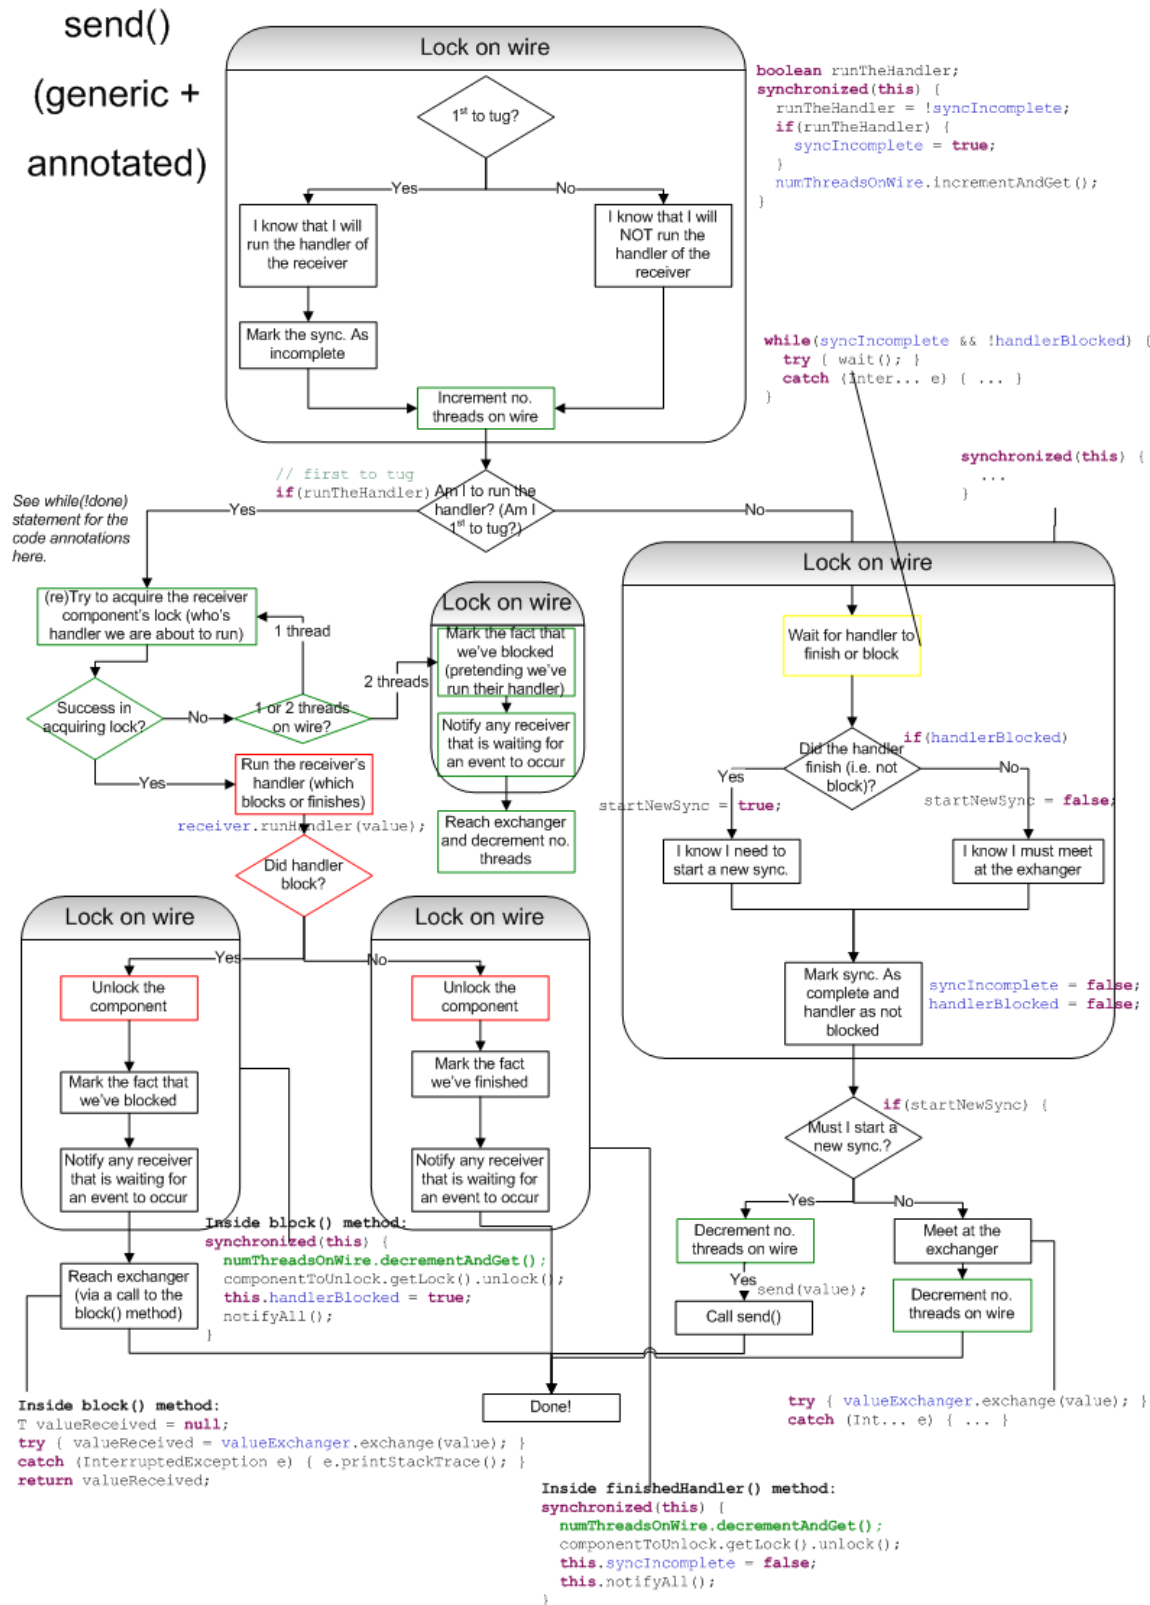 send()
(generic +
annotated)
Lock on wire
1st to tug?
Yes
No
I know that I will
run the handler of
the receiver
I know that I will
NOT run the
handler of the
receiver
Mark the sync. As
incomplete
Increment no.
threads on wire
boolean runTheHandler;
synchronized(this) {
runTheHandler = !syncIncomplete;
if(runTheHandler) {
syncIncomplete = true;
}
numThreadsOnWire.incrementAndGet();
}
while(syncIncomplete && !handlerBlocked) {
try { wait(); }
catch (Inter... e) { ... }
}
synchronized(this) {
...
}
// first to tug
if(runTheHandler)
Am I to run the
handler? (Am I
1st to tug?)
Yes
No
See while(!done)
statement for the
code annotations
here.
(re)Try to acquire the receiver
component's lock (who's
handler we are about to run)
1 thread
Success in
acquiring lock?
No
1 or 2 threads
on wire?
2 threads
Yes
Lock on wire
Mark the fact that
we've blocked
(pretending we've
run their handler)
Notify any receiver
that is waiting for
an event to occur
Reach exchanger
and decrement no.
threads
Run the receiver's
handler (which
blocks or finishes)
receiver.runHandler(value);
Did handler
block?
Lock on wire
Wait for handler to
finish or block
if(handlerBlocked)
Did the handler
finish (i.e. not
block)?
Yes
No
startNewSync = true;
startNewSync = false;
I know I need to
start a new sync.
I know I must meet
at the exhanger
Mark sync. As
complete and
handler as not
blocked
syncIncomplete = false;
handlerBlocked = false;
if(startNewSync) {
Must I start a
new sync.?
Yes
No
Decrement no.
threads on wire
Meet at the
exchanger
Yes
send(value);
Call send()
Decrement no.
threads on wire
Lock on wire
Yes
Unlock the
component
Mark the fact that
we've blocked
Notify any receiver
that is waiting for
an event to occur
Reach exchanger
(via a call to the
block() method)
Lock on wire
No
Unlock the
component
Mark the fact
we've finished
Notify any receiver
that is waiting for
an event to occur
Inside block() method:
synchronized(this) {
numThreadsOnWire.decrementAndGet();
componentToUnlock.getLock().unlock();
this.handlerBlocked = true;
notifyAll();
}
Done!
Inside block() method:
T valueReceived = null;
try { valueReceived = valueExchanger.exchange(value); }
catch (InterruptedException e) { e.printStackTrace(); }
return valueReceived;
try { valueExchanger.exchange(value); }
catch (Int... e) { ... }
Inside finishedHandler() method:
synchronized(this) {
numThreadsOnWire.decrementAndGet();
componentToUnlock.getLock().unlock();
this.syncIncomplete = false;
this.notifyAll();
}